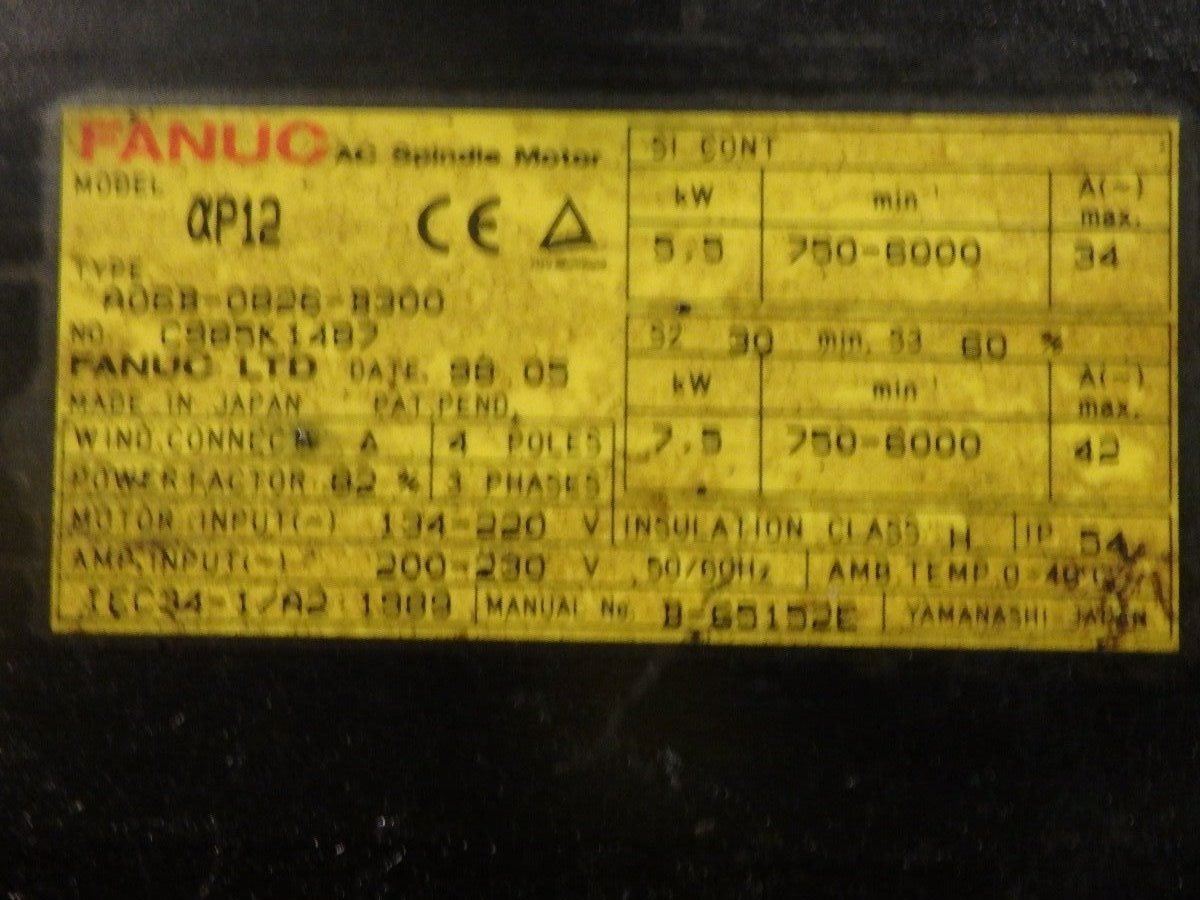 FANUC AC Spindle Motor
MODEL
αP12
CE
TYPE
A06B-0826-B300
NO. C985K1487
FANUC LTD DATE. 98.05
MADE IN JAPAN PAT.PEND.
WIND.CONNECT 4 POLES
POWER FACTOR 82 % 3 PHASES
MOTOR INPUT(~) 134-220 V INSULATION CLASS H IP 54
AMP.INPUT(~) 200-230 V 50/60Hz AMB.TEMP.0-40°C
IEC34-1/A2:1989 MANUAL No. B-65152E YAMANASHI JAPAN
S1 CONT
kW min⁻¹ A(~) max.
5.5 750-6000 34
S2 30 min, S3 60 %
kW min⁻¹ A(~) max.
7.5 750-6000 42